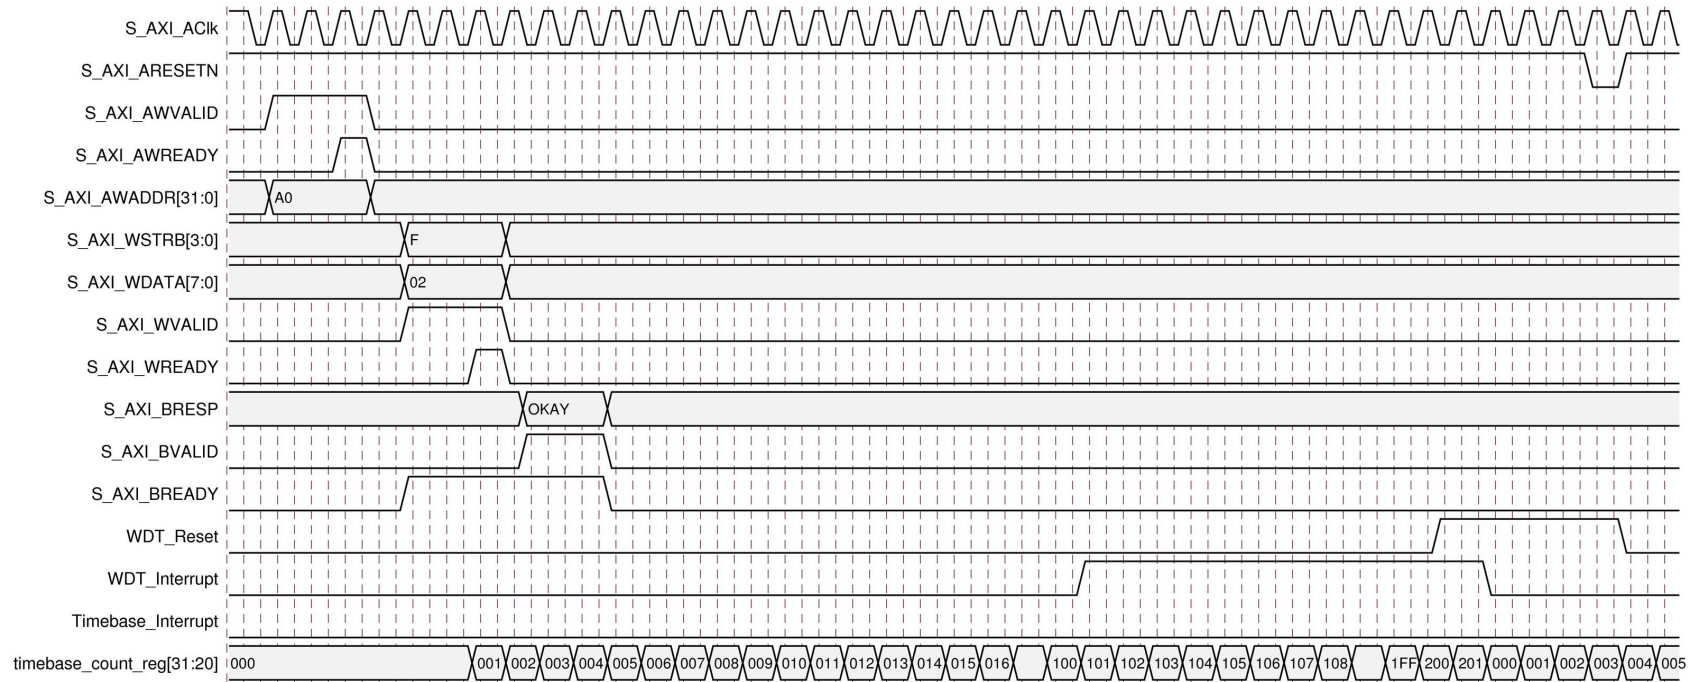 S_AXI_AClk
S_AXI_ARESETN
S_AXI_AWVALID
S_AXI_AWREADY
S_AXI_AWADDR[31:0] A0
S_AXI_WSTRB[3:0] F
S_AXI_WDATA[7:0] 02
S_AXI_WVALID
S_AXI_WREADY
S_AXI_BRESP OKAY
S_AXI_BVALID
S_AXI_BREADY
WDT_Reset
WDT_Interrupt
Timebase_Interrupt
timebase_count_reg[31:20] 000 001 002 003 004 005 006 007 008 009 010 011 012 013 014 015 016 100 101 102 103 104 105 106 107 108 1FF 200 201 000 001 002 003 004 005